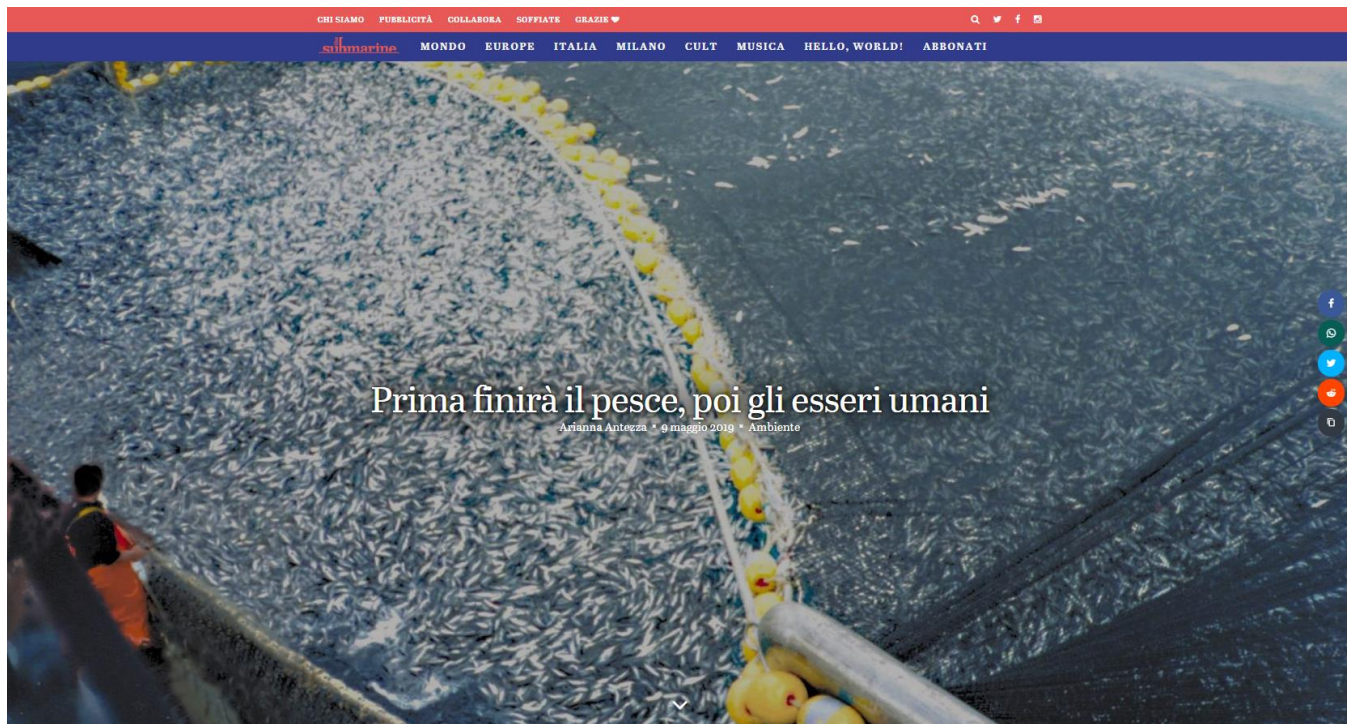 CHI SIAMO PUBBLICITÀ COLLABORA SOFFIATE GRAZIE
the submarine MONDO EUROPE ITALIA MILANO CULT MUSICA HELLO, WORLD! ABBONATI
Prima finirà il pesce, poi gli esseri umani
Arianna Antezza • 9 maggio 2019 • Ambiente